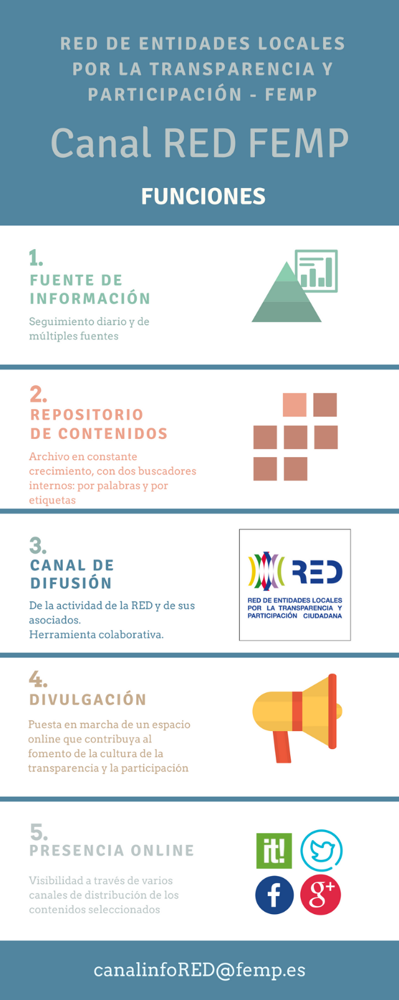 RED DE ENTIDADES LOCALES
POR LA TRANSPARENCIA Y
PARTICIPACIÓN - FEMP
Canal RED FEMP
FUNCIONES
1.
FUENTE DE
INFORMACIÓN
Seguimiento diario y de
múltiples fuentes
2.
REPOSITORIO
DE CONTENIDOS
Archivo en constante
crecimiento, con dos buscadores
internos: por palabras y por
etiquetas
3.
CANAL DE
DIFUSIÓN
De la actividad de la RED y de sus
asociados.
Herramienta colaborativa.
RED
RED DE ENTIDADES LOCALES
POR LA TRANSPARENCIA Y
PARTICIPACIÓN CIUDADANA
4.
DIVULGACIÓN
Puesta en marcha de un espacio
online que contribuya al
fomento de la cultura de la
transparencia y la participación
5.
PRESENCIA ONLINE
Visibilidad a través de varios
canales de distribución de los
contenidos seleccionados
it!
f
g+
canalinfoRED@femp.es